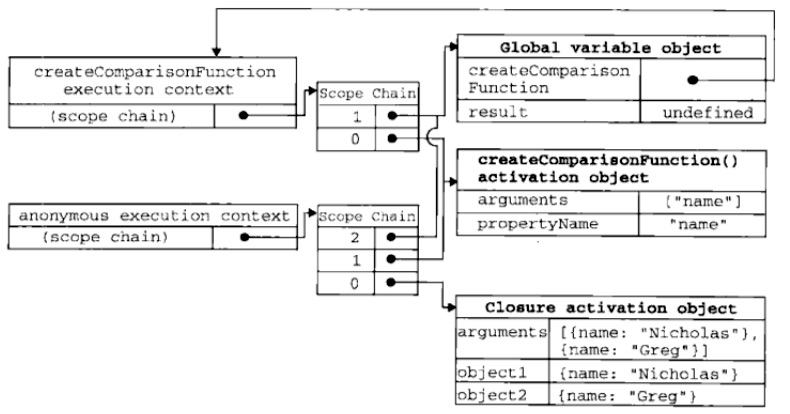 createComparisonFunction
execution context
(scope chain)
Scope Chain
1
0
Global variable object
createComparison
Function
result
undefined
createComparisonFunction()
activation object
arguments
["name"]
propertyName
"name"
anonymous execution context
(scope chain)
Scope Chain
2
1
0
Closure activation object
arguments
[{name: "Nicholas"},
{name: "Greg"}]
object1
{name: "Nicholas"}
object2
{name: "Greg"}